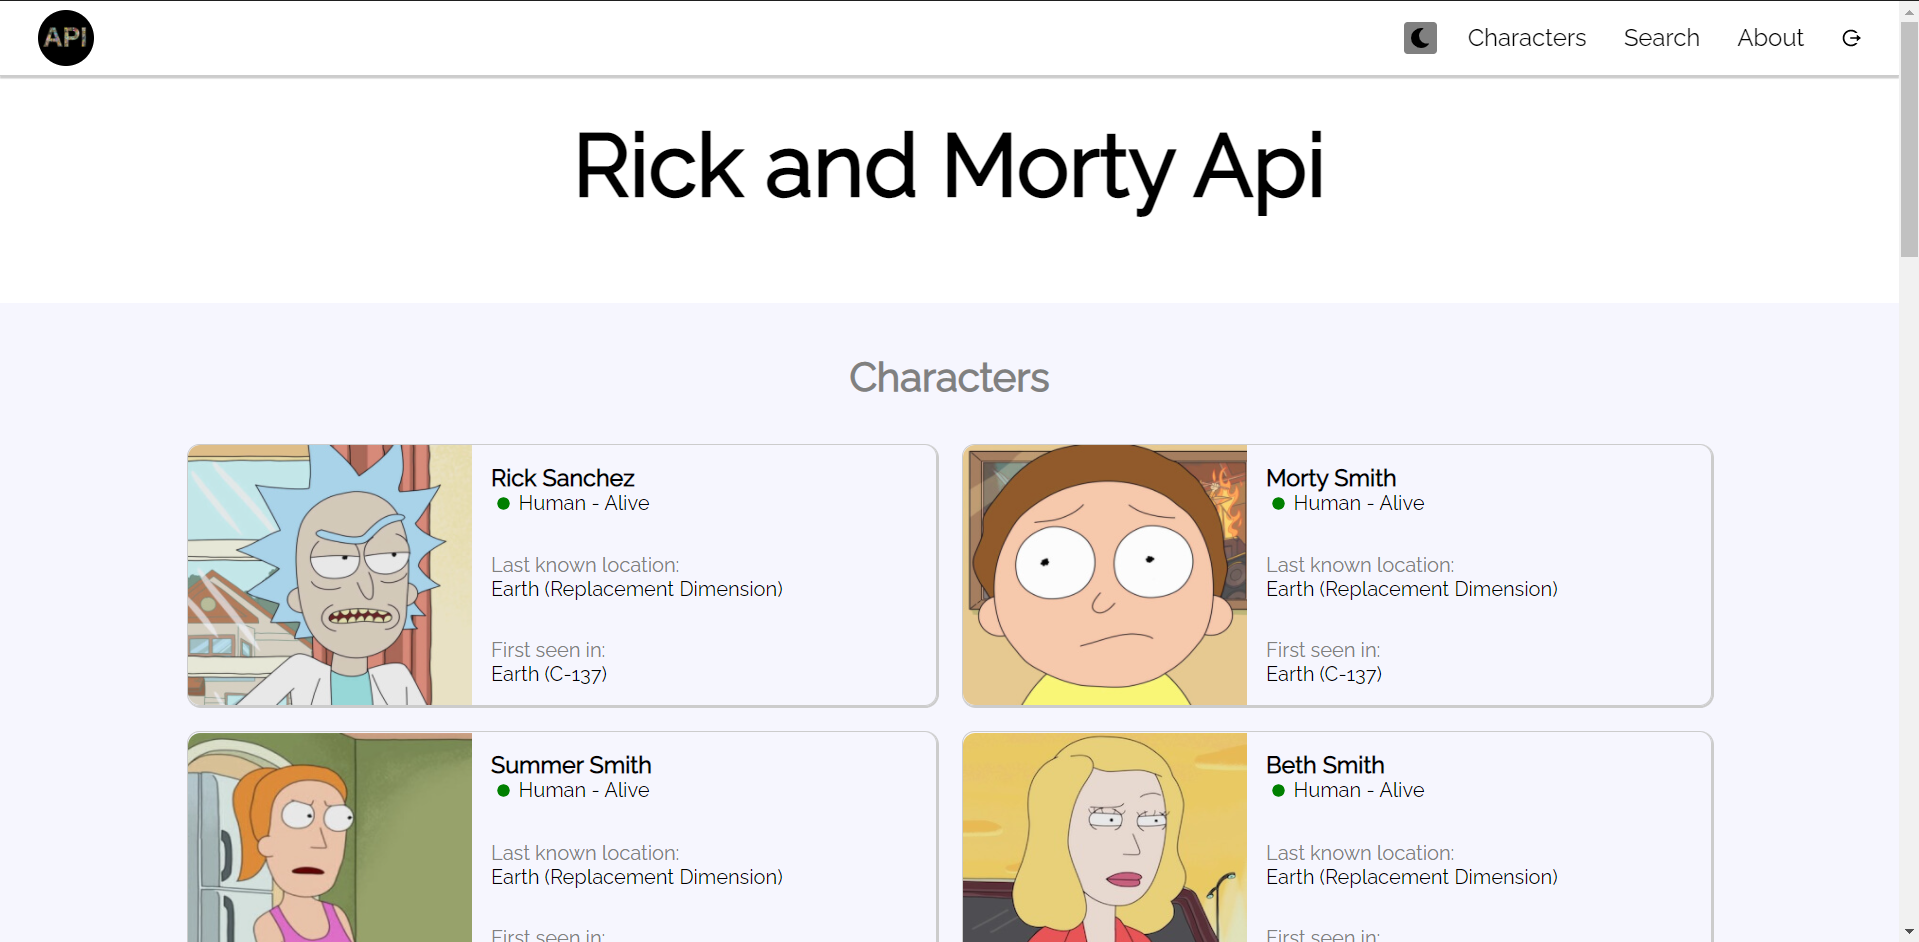 API
Characters
Search
About
Rick and Morty Api
Characters
Rick Sanchez
Human - Alive
Last known location:
Earth (Replacement Dimension)
First seen in:
Earth (C-137)
Morty Smith
Human - Alive
Last known location:
Earth (Replacement Dimension)
First seen in:
Earth (C-137)
Summer Smith
Human - Alive
Last known location:
Earth (Replacement Dimension)
First seen in:
Beth Smith
Human - Alive
Last known location:
Earth (Replacement Dimension)
First seen in: